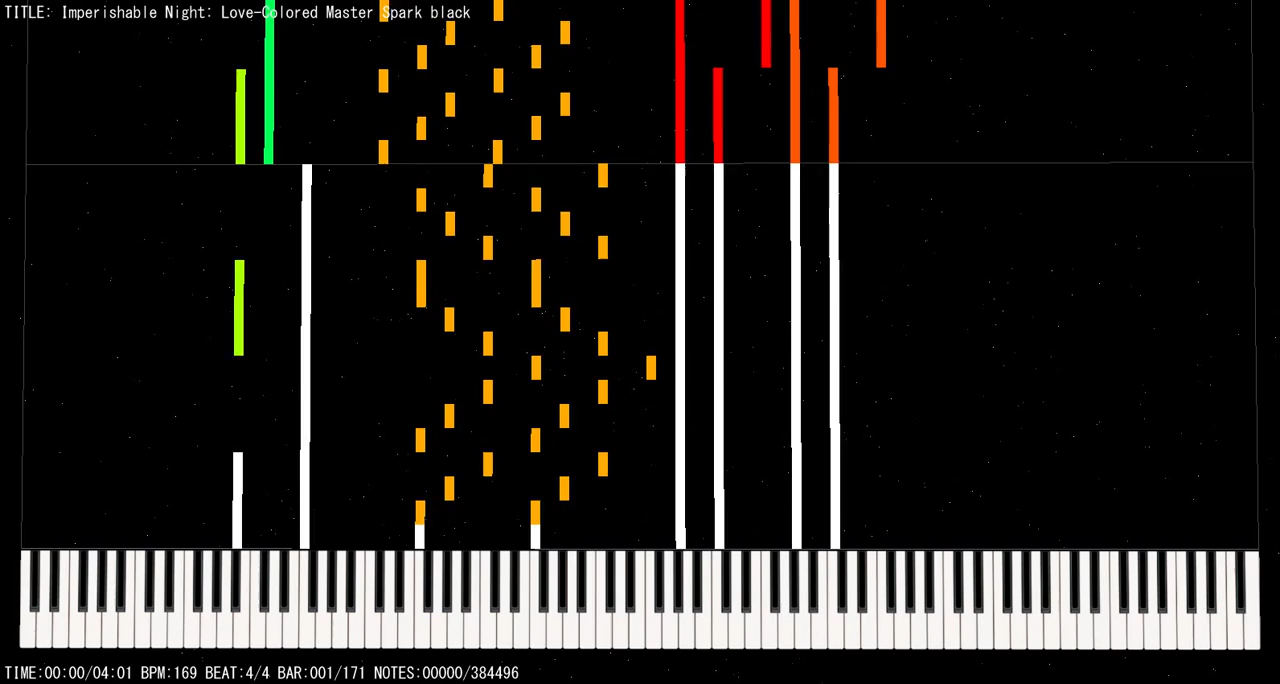 TITLE: Imperishable Night: Love-Colored Master Spark black
TIME:00:00/04:01 BPM:169 BEAT:4/4 BAR:001/171 NOTES:00000/384496